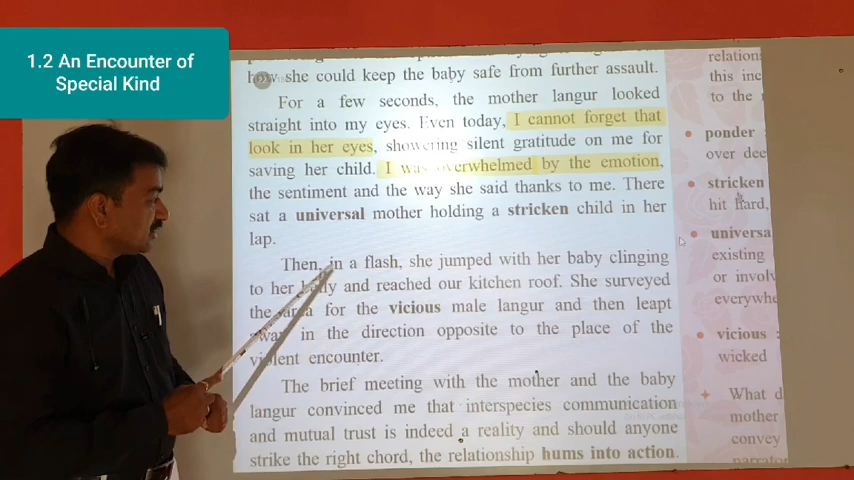 1.2 An Encounter of
Special Kind
how she could keep the baby safe from further assault.
For a few seconds, the mother langur looked
straight into my eyes. Even today, I cannot forget that
look in her eyes, showering silent gratitude on me for
saving her child. I was overwhelmed by the emotion,
the sentiment and the way she said thanks to me. There
sat a universal mother holding a stricken child in her
lap.
Then, in a flash, she jumped with her baby clinging
to her belly and reached our kitchen roof. She surveyed
the area for the vicious male langur and then leapt
away in the direction opposite to the place of the
violent encounter.
The brief meeting with the mother and the baby
langur convinced me that interspecies communication
and mutual trust is indeed a reality and should anyone
strike the right chord, the relationship hums into action.
relation
this inc
to the
ponder :
over dee
stricken
hit hard,
universa
existing
or involv
everywhe
vicious :
wicked
What d
mother
convey
narrator